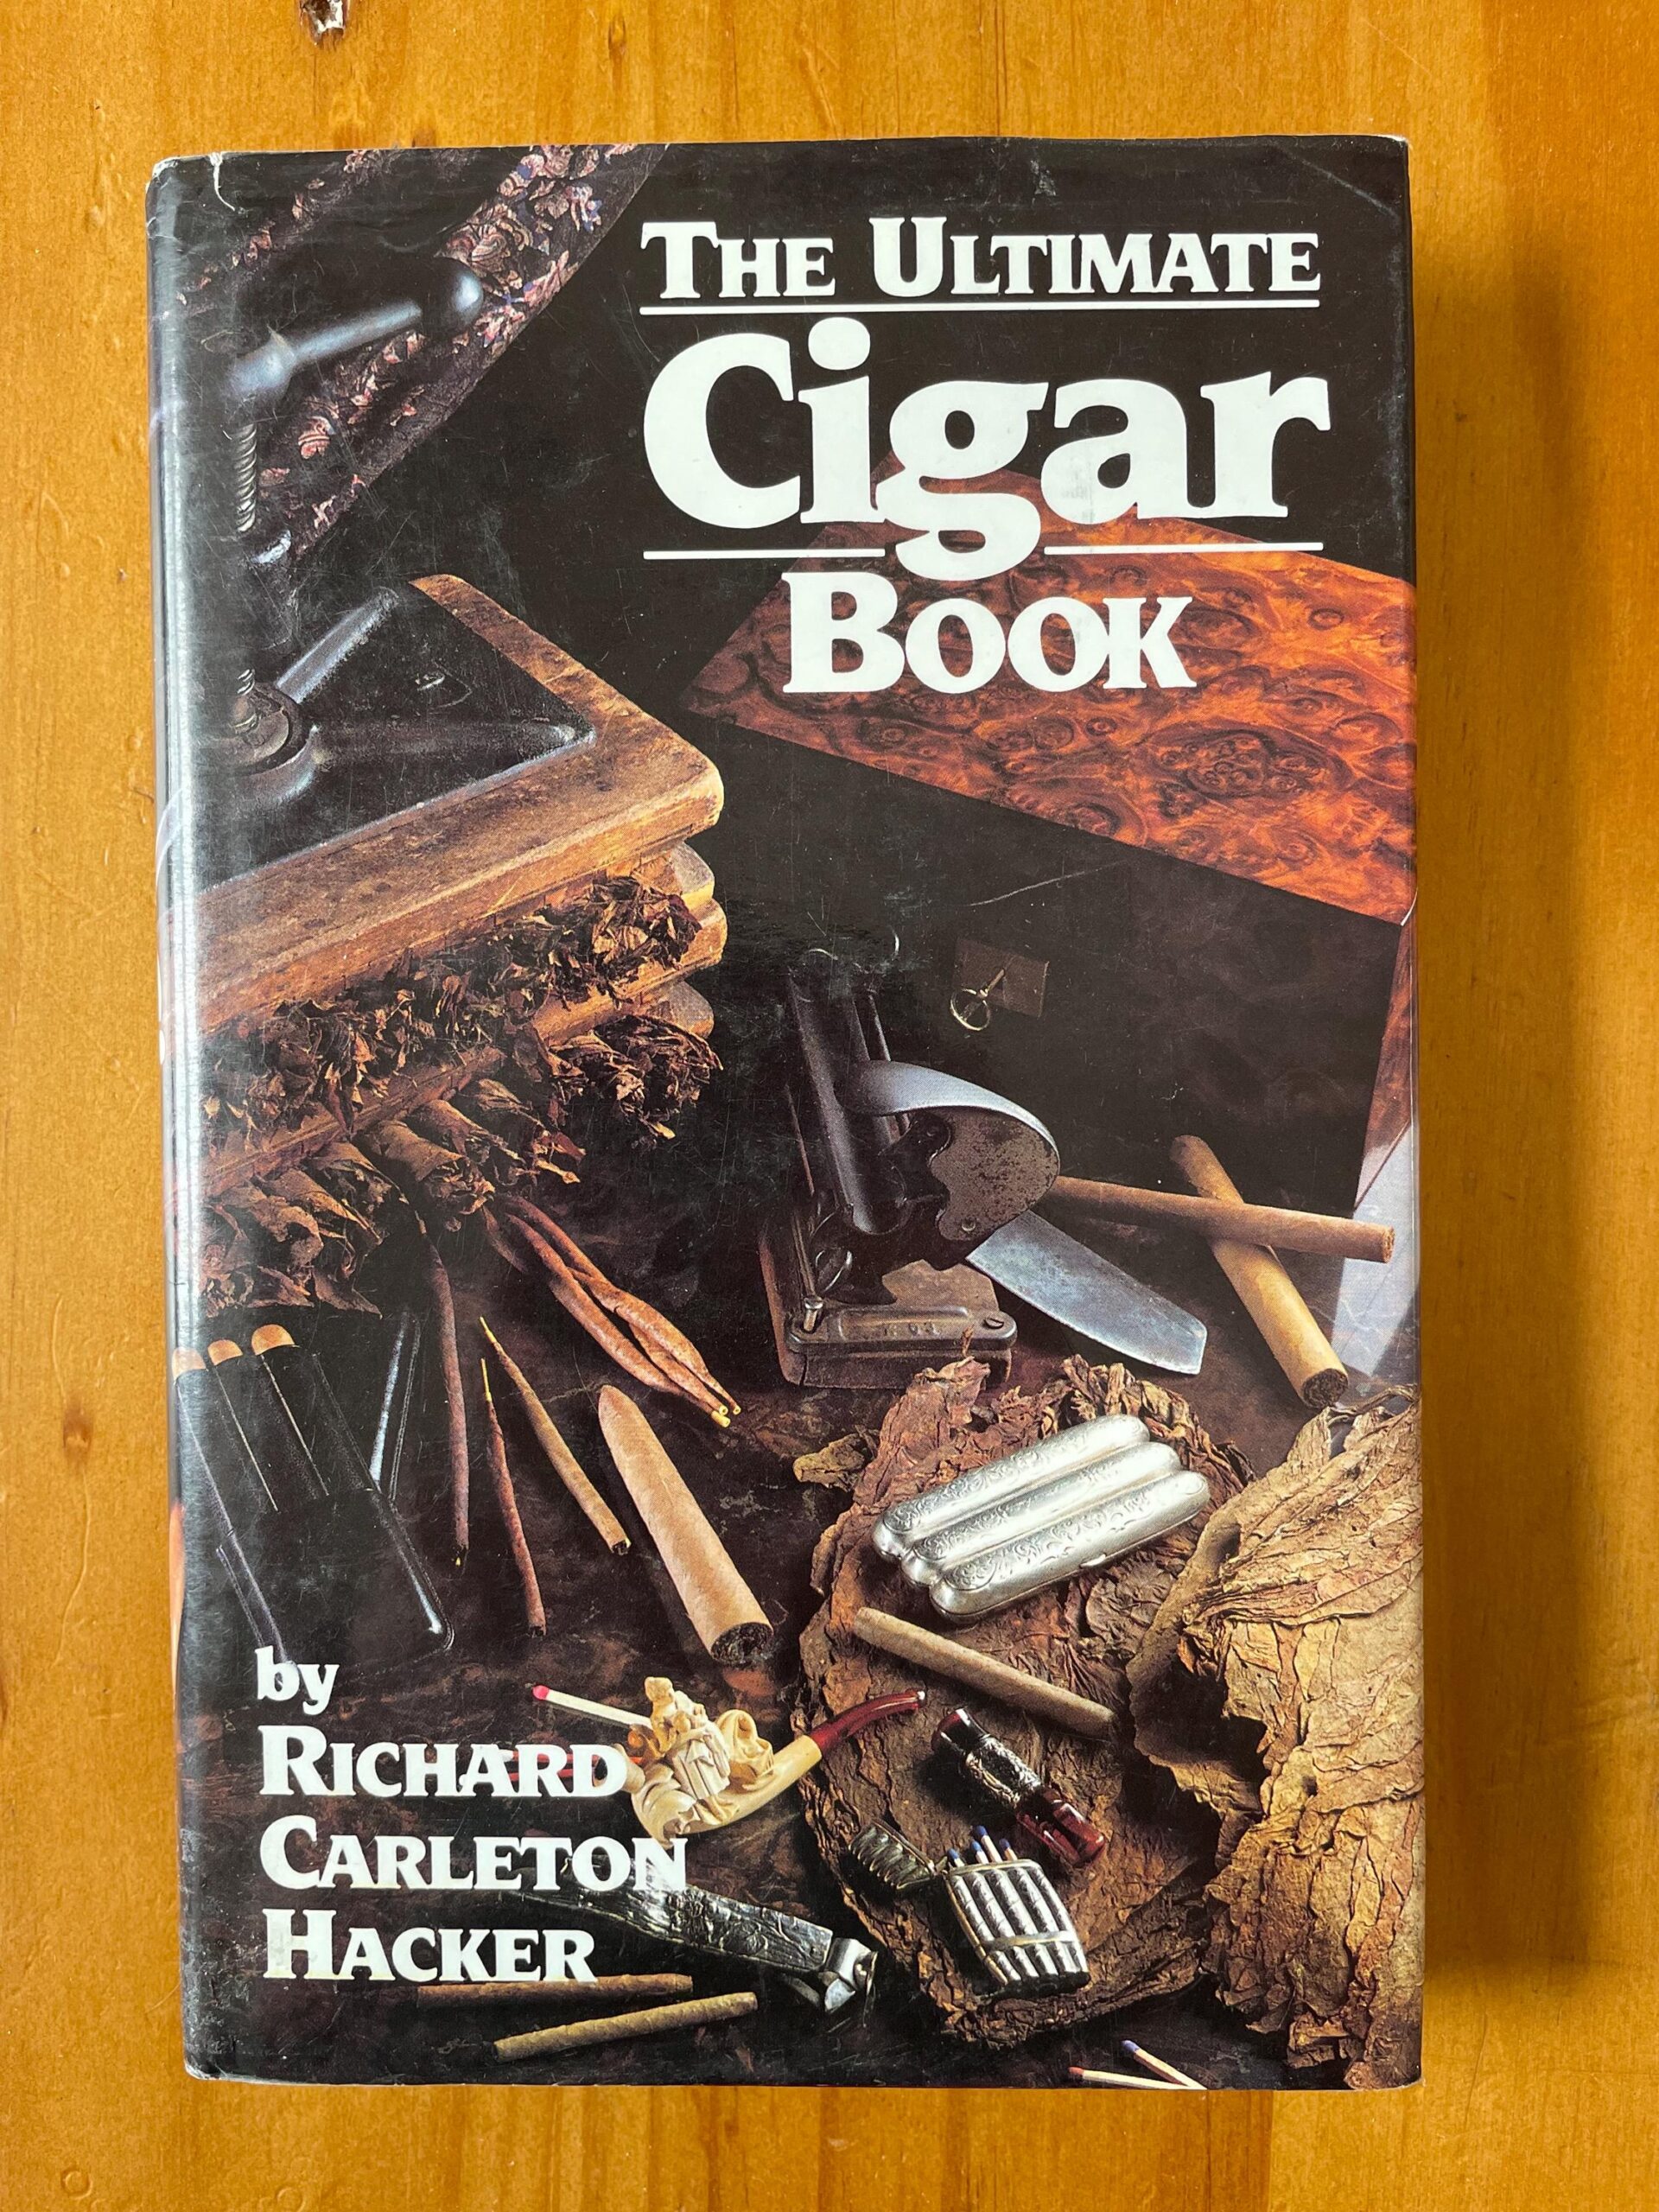 THE ULTIMATE
Cigar
BOOK
by
RICHARD
CARLETON
HACKER